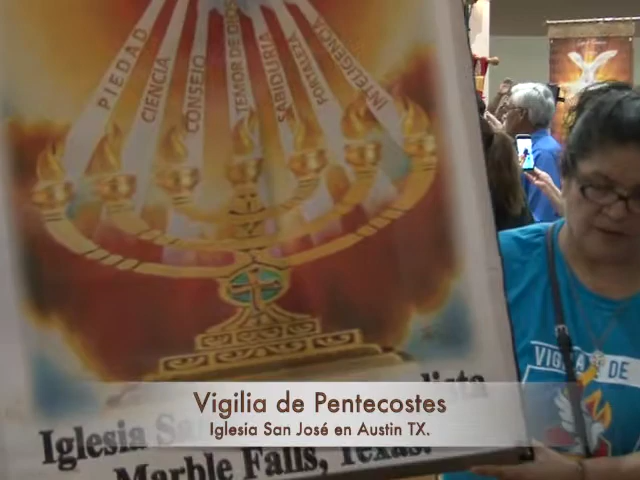 PIEDAD
CIENCIA
CONSEJO
TEMOR DE DIOS
SABIDURIA
FORTALEZA
INTELIGENCIA
VIGILIA DE
Vigilia de Pentecostes
Iglesia San José en Austin TX.
Iglesia
Marble Falls, Texas.